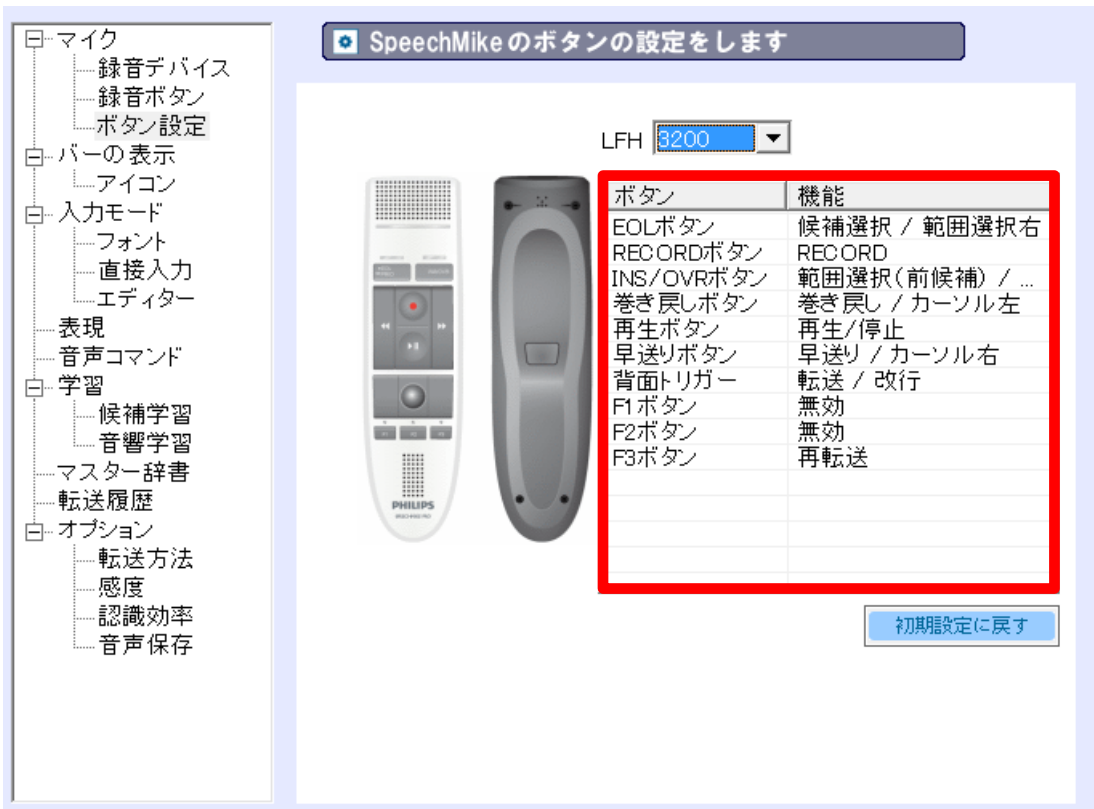 マイク
録音デバイス
録音ボタン
ボタン設定
バーの表示
アイコン
入力モード
フォント
直接入力
エディター
表現
音声コマンド
学習
候補学習
音響学習
マスター辞書
転送履歴
オプション
転送方法
感度
認識効率
音声保存
SpeechMikeのボタンの設定をします
LFH 3200
ボタン 機能
EOLボタン 候補選択 / 範囲選択右
RECORDボタン RECORD
INS/OVRボタン 範囲選択(前候補) / ...
巻き戻しボタン 巻き戻し / カーソル左
再生ボタン 再生/停止
早送りボタン 早送り / カーソル右
背面トリガー 転送 / 改行
F1ボタン 無効
F2ボタン 無効
F3ボタン 再転送
PHILIPS
初期設定に戻す